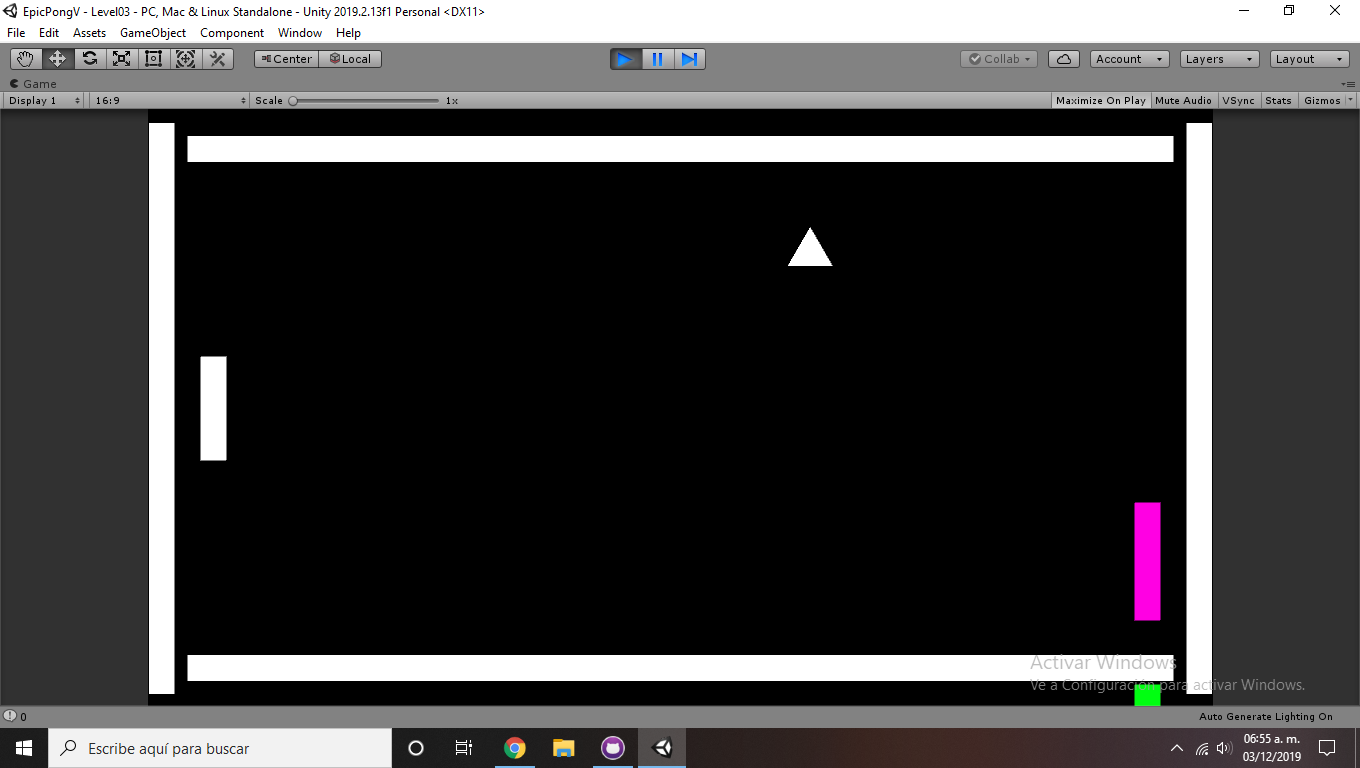 EpicPongV - Level03 - PC, Mac & Linux Standalone - Unity 2019.2.13f1 Personal <DX11>
File Edit Assets GameObject Component Window Help
Center Local Collab Account Layers Layout
Game
Display 1 16:9 Scale 1x Maximize On Play Mute Audio VSync Stats Gizmos
Activar Windows
Ve a Configuración para activar Windows.
0 Auto Generate Lighting On
Escribe aquí para buscar
06:55 a. m.
03/12/2019